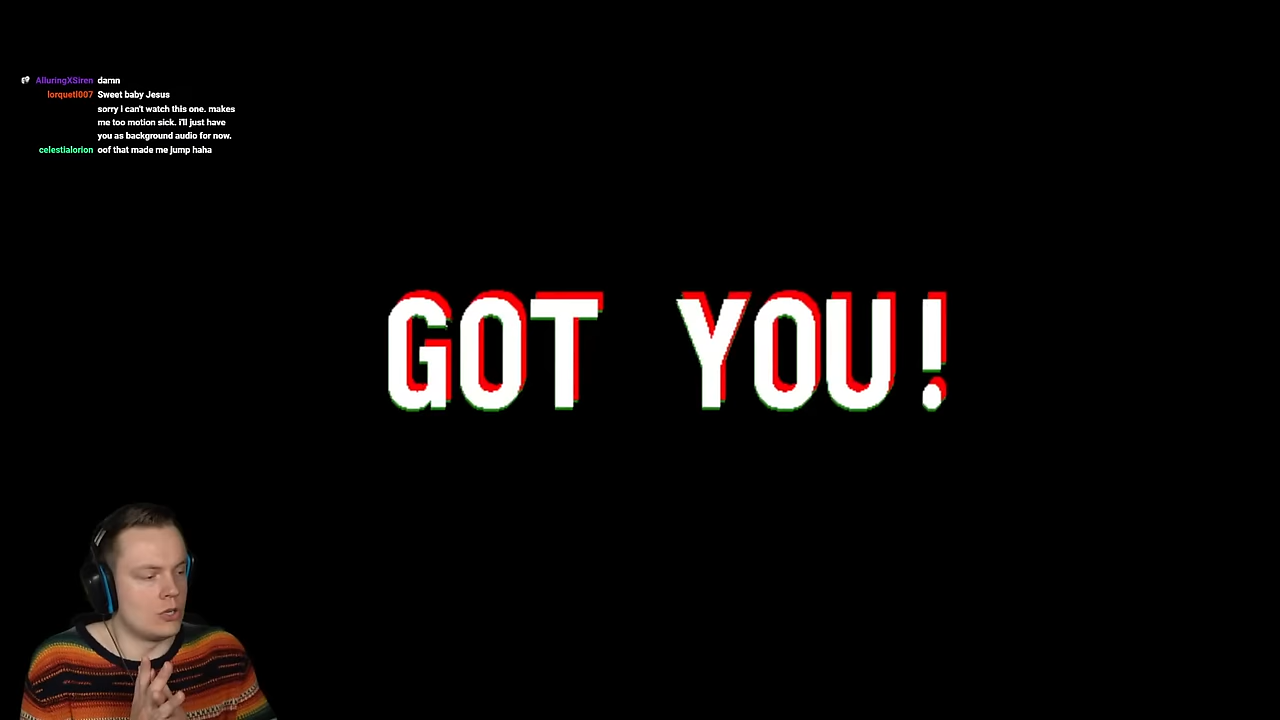 AlluringXSiren damn
lorquetl007 Sweet baby Jesus
sorry I can't watch this one. makes
me too motion sick. i'll just have
you as background audio for now.
celestialorion oof that made me jump haha
GOT YOU!